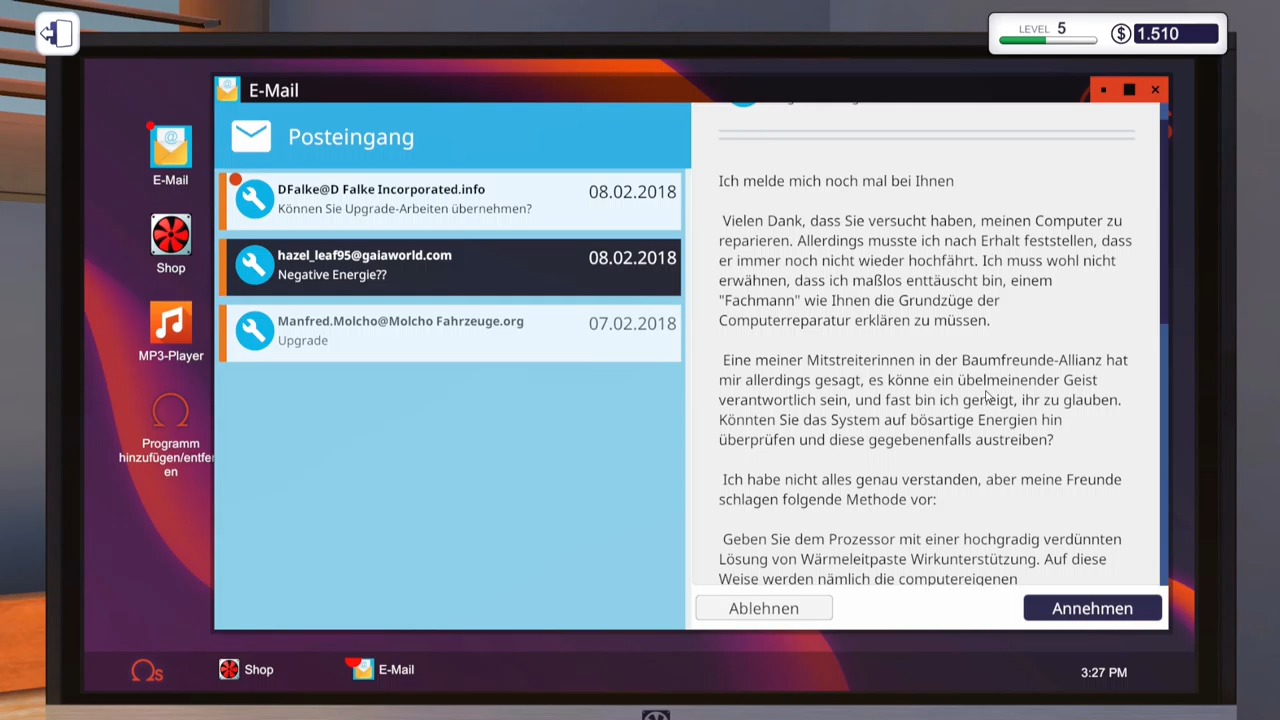 LEVEL 5
$ 1.510
E-Mail
Posteingang
DFalke@D Falke Incorporated.info
08.02.2018
Können Sie Upgrade-Arbeiten übernehmen?
hazel_leaf95@gaiaworld.com
08.02.2018
Negative Energie??
Manfred.Molcho@Molcho Fahrzeuge.org
07.02.2018
Upgrade
E-Mail
Shop
MP3-Player
Programm
hinzufügen/entfer
en
Ich melde mich noch mal bei Ihnen
Vielen Dank, dass Sie versucht haben, meinen Computer zu
reparieren. Allerdings musste ich nach Erhalt feststellen, dass
er immer noch nicht wieder hochfährt. Ich muss wohl nicht
erwähnen, dass ich maßlos enttäuscht bin, einem
"Fachmann" wie Ihnen die Grundzüge der
Computerreparatur erklären zu müssen.
Eine meiner Mitstreiterinnen in der Baumfreunde-Allianz hat
mir allerdings gesagt, es könne ein übelmeinender Geist
verantwortlich sein, und fast bin ich geneigt, ihr zu glauben.
Könnten Sie das System auf bösartige Energien hin
überprüfen und diese gegebenenfalls austreiben?
Ich habe nicht alles genau verstanden, aber meine Freunde
schlagen folgende Methode vor:
Geben Sie dem Prozessor mit einer hochgradig verdünnten
Lösung von Wärmeleitpaste Wirkunterstützung. Auf diese
Weise werden nämlich die computereigenen
Ablehnen
Annehmen
Ωs
Shop
E-Mail
3:27 PM